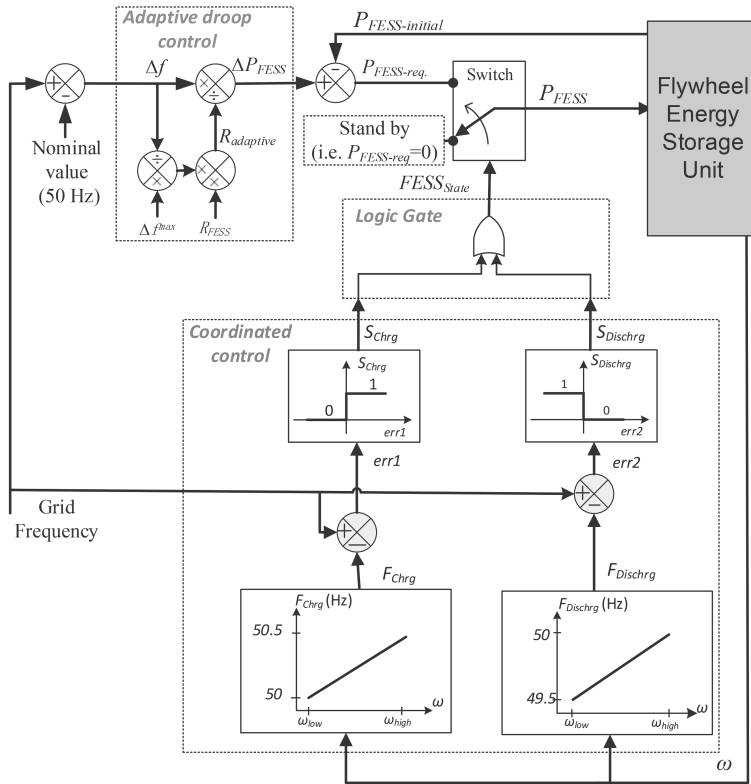 Adaptive droop
control
Δf
ΔP_FESS
+
-
×
÷
R_adaptive
÷
×
×
×
Δf^max
R_FESS
Nominal
value
(50 Hz)
P_FESS-initial
-
+
P_FESS-req.
Switch
P_FESS
Stand by
(i.e. P_FESS-req=0)
FESS_State
Flywheel
Energy
Storage
Unit
Logic Gate
Coordinated
control
S_Chrg
S_Dischrg
S_Chrg
1
0
err1
S_Dischrg
1
0
err2
err1
err2
+
-
+
-
Grid
Frequency
F_Chrg
F_Dischrg
F_Chrg (Hz)
50.5
50
ω_low
ω_high
ω
F_Dischrg (Hz)
50
49.5
ω_low
ω_high
ω
ω